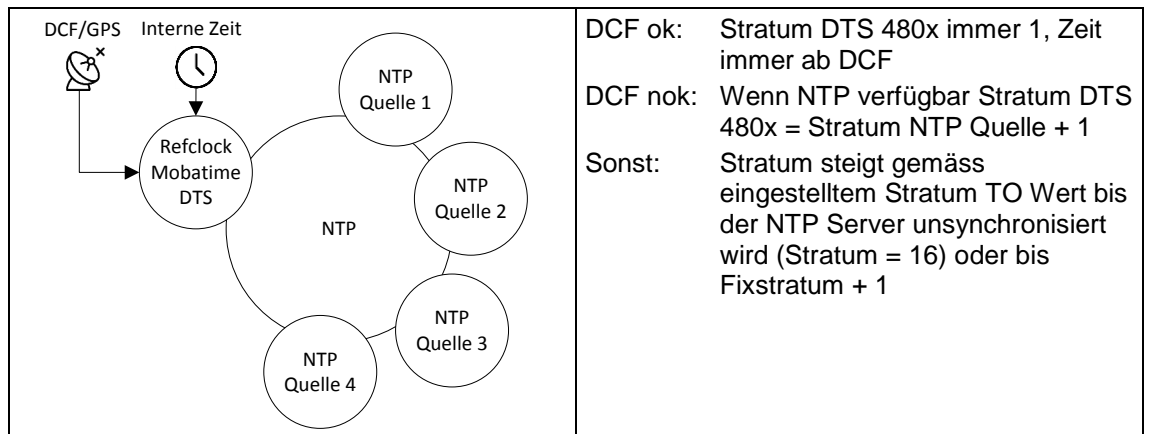 DCF/GPS
Interne Zeit
Refclock
Mobatime
DTS
NTP
Quelle 1
NTP
Quelle 2
NTP
NTP
Quelle 3
NTP
Quelle 4
DCF ok: Stratum DTS 480x immer 1, Zeit
immer ab DCF
DCF nok: Wenn NTP verfügbar Stratum DTS
480x = Stratum NTP Quelle + 1
Sonst: Stratum steigt gemäss
eingestelltem Stratum TO Wert bis
der NTP Server unsynchronisiert
wird (Stratum = 16) oder bis
Fixstratum + 1